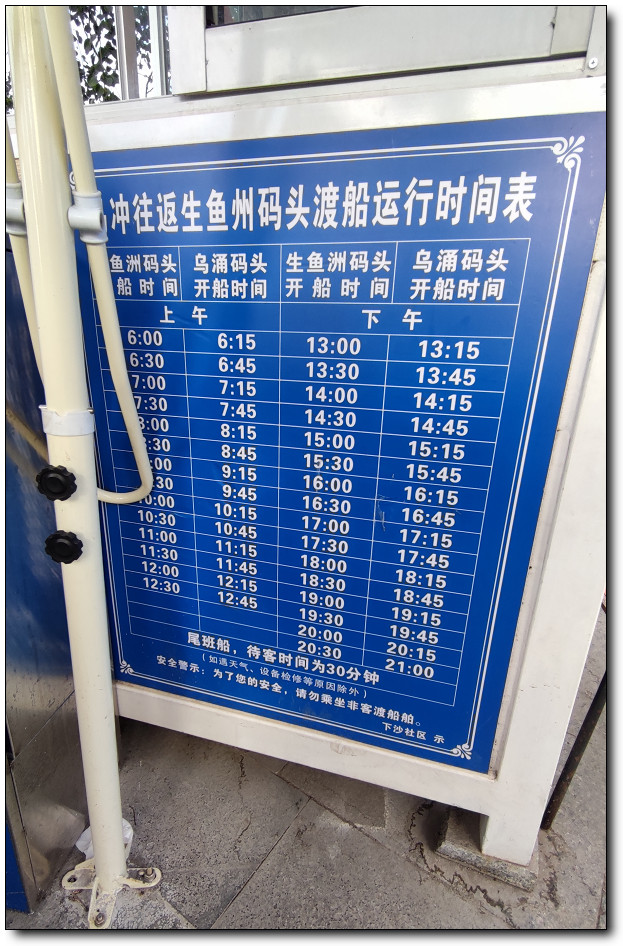 冲往返生鱼州码头渡船运行时间表
鱼洲码头 乌涌码头 生鱼洲码头 乌涌码头
船时间 开船时间 开船时间 开船时间
上午 下午
6:00 6:15 13:00 13:15
6:30 6:45 13:30 13:45
7:00 7:15 14:00 14:15
7:30 7:45 14:30 14:45
8:00 8:15 15:00 15:15
:30 8:45 15:30 15:45
:00 9:15 16:00 16:15
:30 9:45 16:30 16:45
10:00 10:15 17:00 17:15
10:30 10:45 17:30 17:45
11:00 11:15 18:00 18:15
11:30 11:45 18:30 18:45
12:00 12:15 19:00 19:15
12:30 12:45 19:30 19:45
20:00 20:15
20:30 21:00
尾班船，待客时间为30分钟
(如遇天气、设备检修等原因除外)
安全警示：为了您的安全，请勿乘坐非客渡船舶。
下沙社区 示